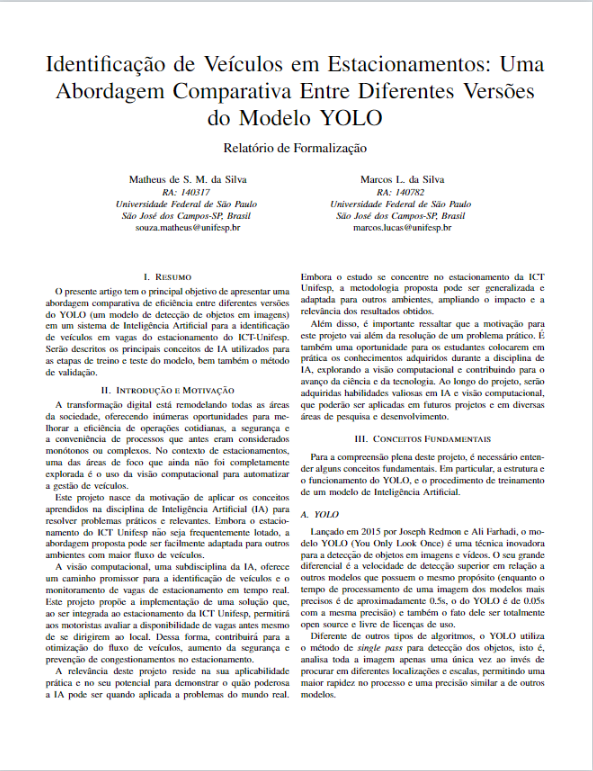 Identificação de Veículos em Estacionamentos: Uma
Abordagem Comparativa Entre Diferentes Versões
do Modelo YOLO
Relatório de Formalização
Matheus de S. M. da Silva
RA: 140317
Universidade Federal de São Paulo
São José dos Campos-SP, Brasil
souza.matheus@unifesp.br
Marcos L. da Silva
RA: 140782
Universidade Federal de São Paulo
São José dos Campos-SP, Brasil
marcos.lucas@unifesp.br
I. Resumo
O presente artigo tem o principal objetivo de apresentar uma
abordagem comparativa de eficiência entre diferentes versões
do YOLO (um modelo de detecção de objetos em imagens)
em um sistema de Inteligência Artificial para a identificação
de veículos em vagas do estacionamento do ICT-Unifesp.
Serão descritos os principais conceitos de IA utilizados para
as etapas de treino e teste do modelo, bem também o método
de validação.
II. Introdução e Motivação
A transformação digital está remodelando todas as áreas
da sociedade, oferecendo inúmeras oportunidades para me-
lhorar a eficiência de operações cotidianas, a segurança e
a conveniência de processos que antes eram considerados
monótonos ou complexos. No contexto de estacionamentos,
uma das áreas de foco que ainda não foi completamente
explorada é o uso da visão computacional para automatizar
a gestão de veículos.
Este projeto nasce da motivação de aplicar os conceitos
aprendidos na disciplina de Inteligência Artificial (IA) para
resolver problemas práticos e relevantes. Embora o estacio-
namento do ICT Unifesp não seja frequentemente lotado, a
abordagem proposta pode ser facilmente adaptada para outros
ambientes com maior fluxo de veículos.
A visão computacional, uma subdisciplina da IA, oferece
um caminho promissor para a identificação de veículos e o
monitoramento de vagas de estacionamento em tempo real.
Este projeto propõe a implementação de uma solução que,
ao ser integrada ao estacionamento da ICT Unifesp, permitirá
aos motoristas avaliar a disponibilidade de vagas antes mesmo
de se dirigirem ao local. Dessa forma, contribuirá para a
otimização do fluxo de veículos, aumento da segurança e
prevenção de congestionamentos no estacionamento.
A relevância deste projeto reside na sua aplicabilidade
prática e no seu potencial para demonstrar o quão poderosa
a IA pode ser quando aplicada a problemas do mundo real.
Embora o estudo se concentre no estacionamento da ICT
Unifesp, a metodologia proposta pode ser generalizada e
adaptada para outros ambientes, ampliando o impacto e a
relevância dos resultados obtidos.
Além disso, é importante ressaltar que a motivação para
este projeto vai além da resolução de um problema prático. É
também uma oportunidade para os estudantes colocarem em
prática os conhecimentos adquiridos durante a disciplina de
IA, explorando a visão computacional e contribuindo para o
avanço da ciência e da tecnologia. Ao longo do projeto, serão
adquiridas habilidades valiosas em IA e visão computacional,
que poderão ser aplicadas em futuros projetos e em diversas
áreas de pesquisa e desenvolvimento.
III. Conceitos Fundamentais
Para a compreensão plena deste projeto, é necessário enten-
der alguns conceitos fundamentais. Em particular, a estrutura e
o funcionamento do YOLO, e o procedimento de treinamento
de um modelo de Inteligência Artificial.
A. YOLO
Lançado em 2015 por Joseph Redmon e Ali Farhadi, o mo-
delo YOLO (You Only Look Once) é uma técnica inovadora
para a detecção de objetos em imagens e vídeos. O seu grande
diferencial é a velocidade de detecção superior em relação a
outros modelos que possuem o mesmo propósito (enquanto o
tempo de processamento de uma imagem dos modelos mais
precisos é de aproximadamente 0.5s, o do YOLO é de 0.05s
com a mesma precisão) e também o fato dele ser totalmente
open source e livre de licenças de uso.
Diferente de outros tipos de algoritmos, o YOLO utiliza
o método de single pass para detecção dos objetos, isto é,
analisa toda a imagem apenas uma única vez ao invés de
procurar em diferentes localizações e escalas, permitindo uma
maior rapidez no processo e uma precisão similar a de outros
modelos.